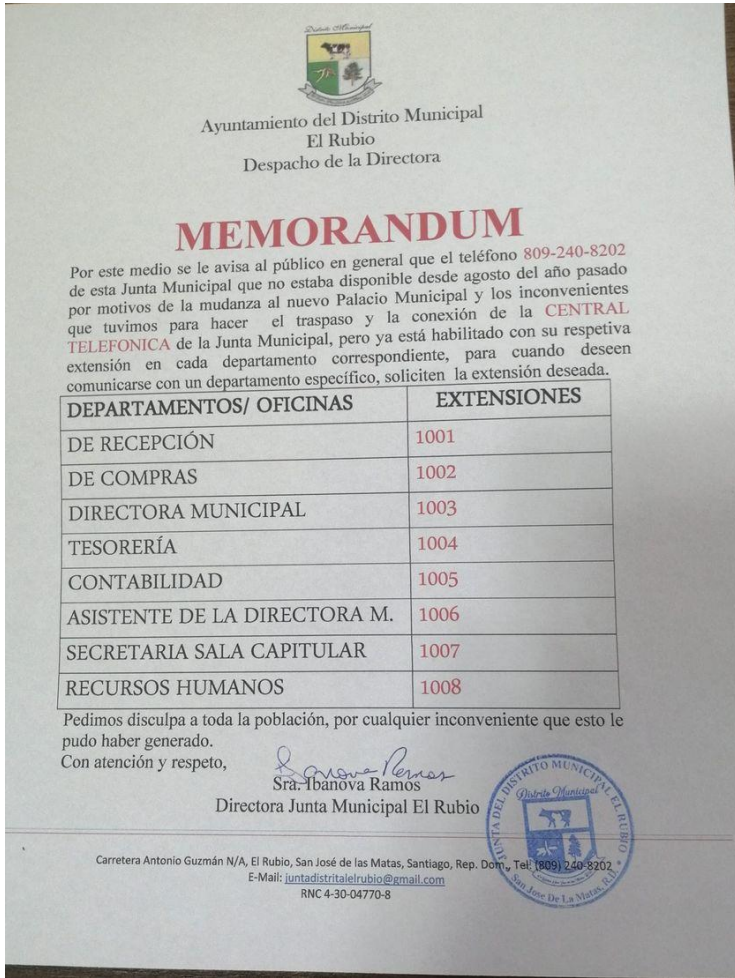 Distrito Municipal
Ayuntamiento del Distrito Municipal
El Rubio
Despacho de la Directora
MEMORANDUM
Por este medio se le avisa al público en general que el teléfono 809-240-8202
de esta Junta Municipal que no estaba disponible desde agosto del año pasado
por motivos de la mudanza al nuevo Palacio Municipal y los inconvenientes
que tuvimos para hacer el traspaso y la conexión de la CENTRAL
TELEFONICA de la Junta Municipal, pero ya está habilitado con su respetiva
extensión en cada departamento correspondiente, para cuando deseen
comunicarse con un departamento específico, soliciten la extensión deseada.
DEPARTAMENTOS/ OFICINAS EXTENSIONES
DE RECEPCIÓN 1001
DE COMPRAS 1002
DIRECTORA MUNICIPAL 1003
TESORERÍA 1004
CONTABILIDAD 1005
ASISTENTE DE LA DIRECTORA M. 1006
SECRETARIA SALA CAPITULAR 1007
RECURSOS HUMANOS 1008
Pedimos disculpa a toda la población, por cualquier inconveniente que esto le
pudo haber generado.
Con atención y respeto,
Ibanova Ramos
Sra. Ibanova Ramos
Directora Junta Municipal El Rubio
JUNTA DEL DISTRITO MUNICIPAL EL RUBIO
Distrito Municipal
San Jose De La Matas, R.D.
Carretera Antonio Guzmán N/A, El Rubio, San José de las Matas, Santiago, Rep. Dom., Tel: (809) 240-8202
E-Mail: juntadistritalelrubio@gmail.com
RNC 4-30-04770-8